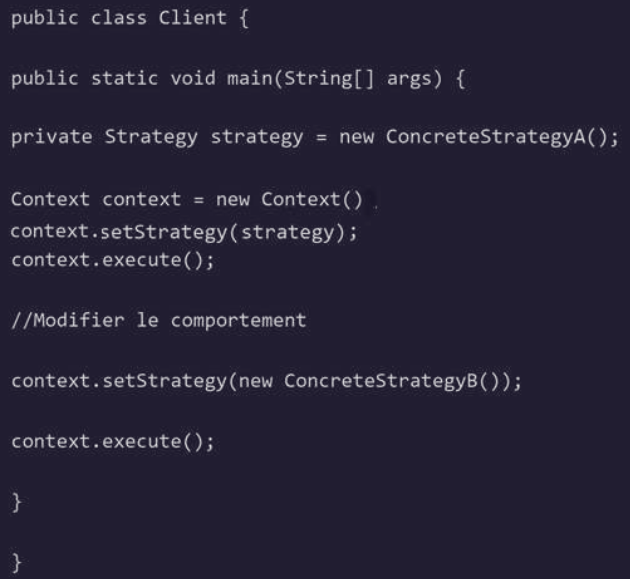 public class Client {
public static void main(String[] args) {
private Strategy strategy = new ConcreteStrategyA();
Context context = new Context()
context.setStrategy(strategy);
context.execute();
//Modifier le comportement
context.setStrategy(new ConcreteStrategyB());
context.execute();
}
}